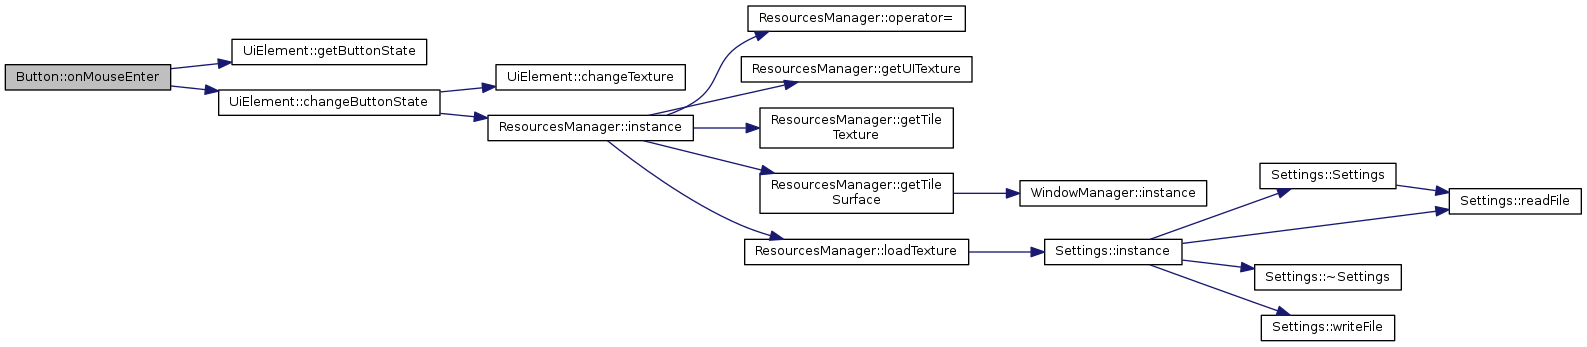 Button::onMouseEnter
UiElement::getButtonState
UiElement::changeButtonState
UiElement::changeTexture
ResourcesManager::instance
ResourcesManager::operator=
ResourcesManager::getUITexture
ResourcesManager::getTile
Texture
ResourcesManager::getTile
Surface
ResourcesManager::loadTexture
WindowManager::instance
Settings::instance
Settings::Settings
Settings::readFile
Settings::~Settings
Settings::writeFile